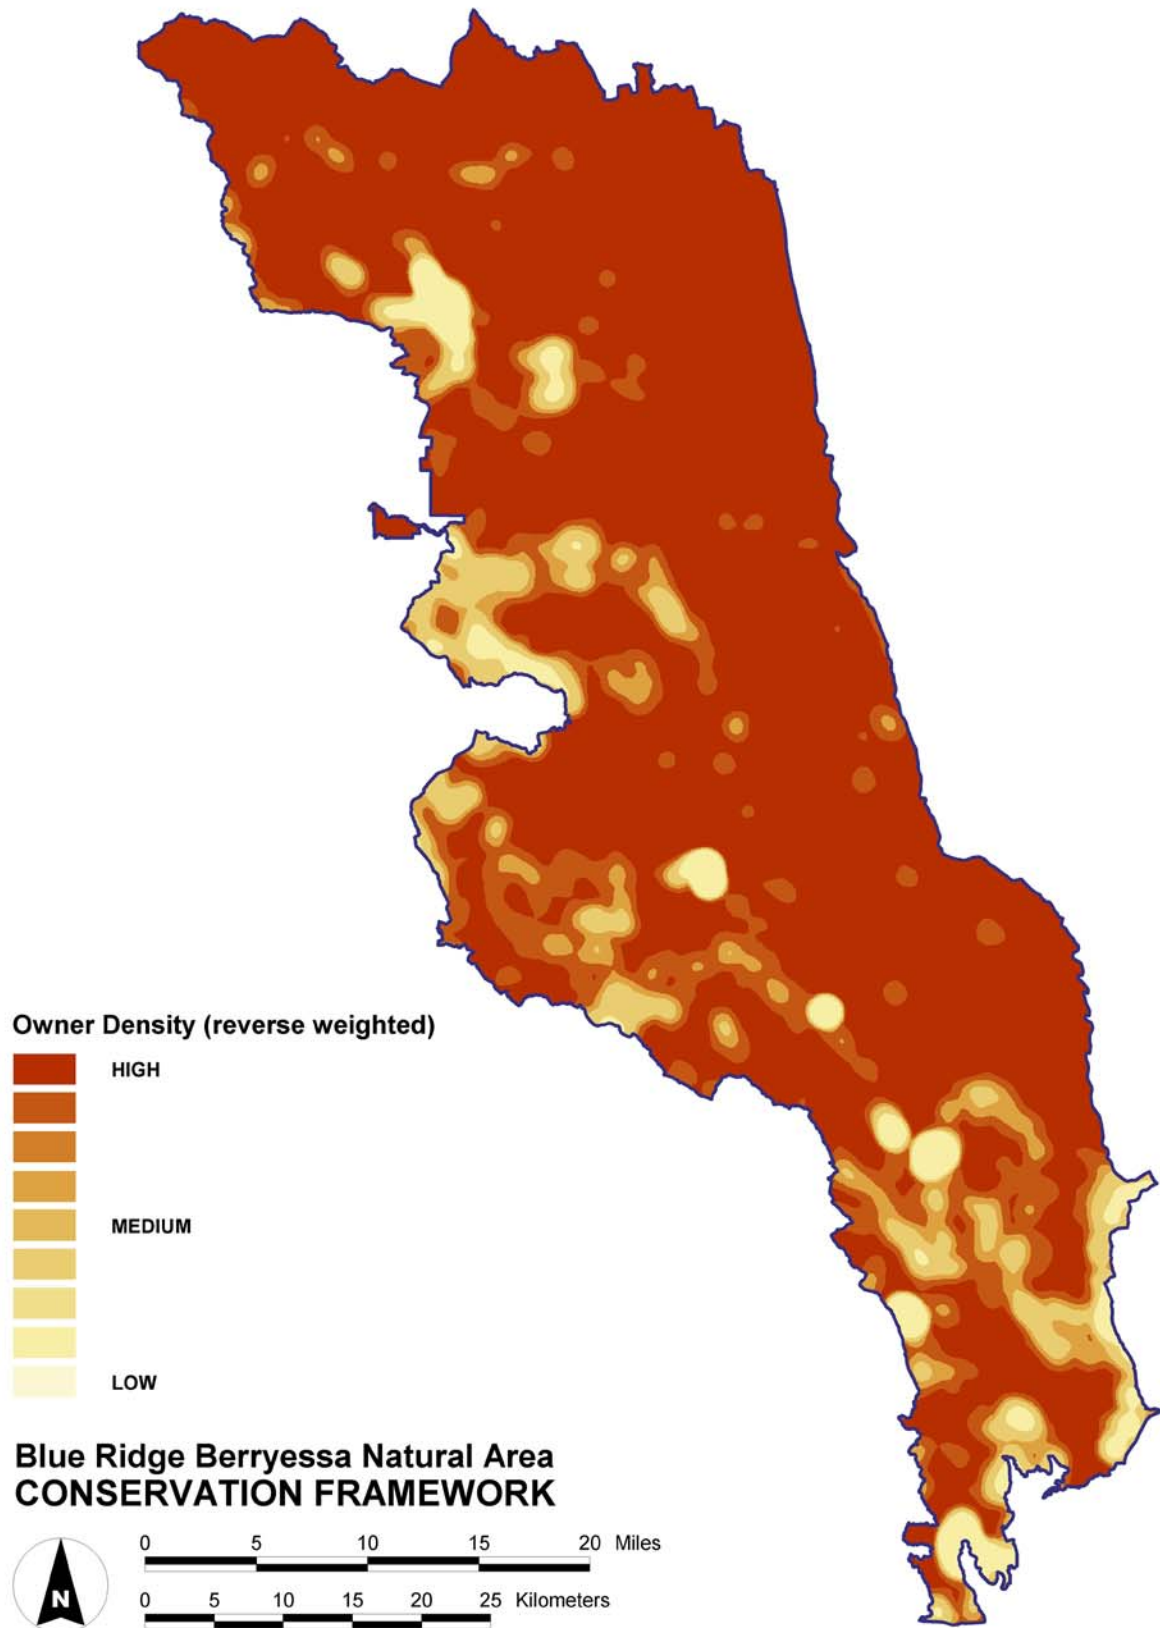 Owner Density (reverse weighted)
HIGH
MEDIUM
LOW
Blue Ridge Berryessa Natural Area
CONSERVATION FRAMEWORK
N
0 5 10 15 20 Miles
0 5 10 15 20 25 Kilometers